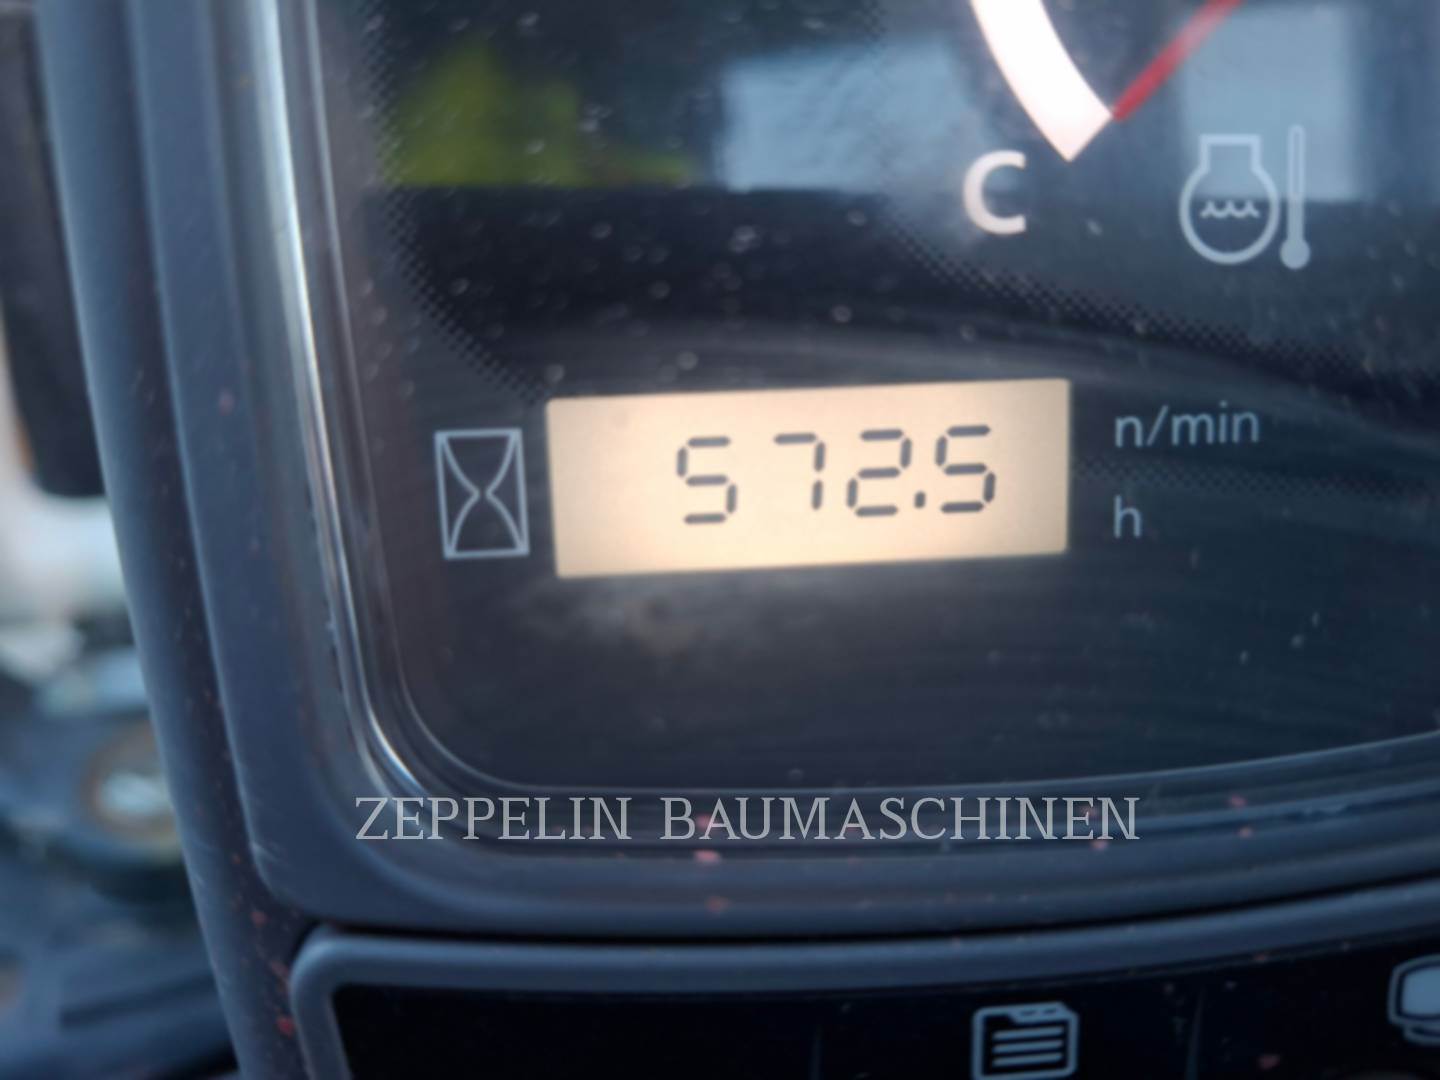 C
n/min
572.5
h
ZEPPELIN BAUMASCHINEN